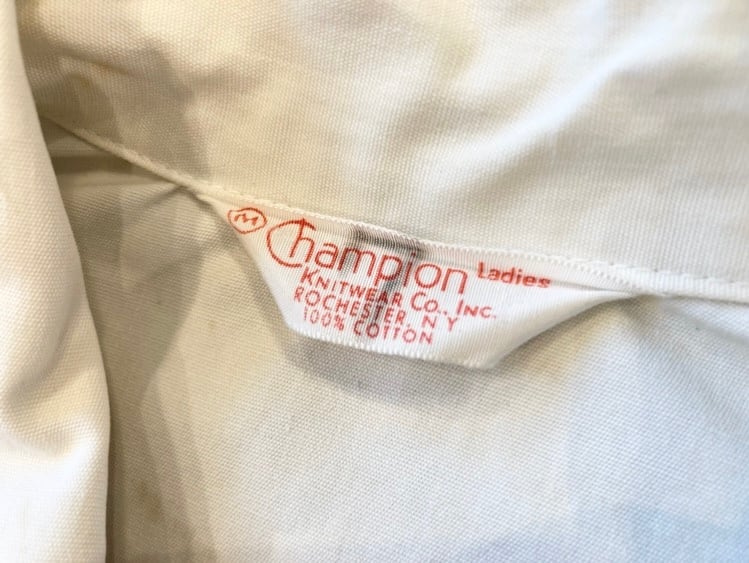 M Champion Ladies
KNITWEAR CO., INC.
ROCHESTER, N Y
100% COTTON